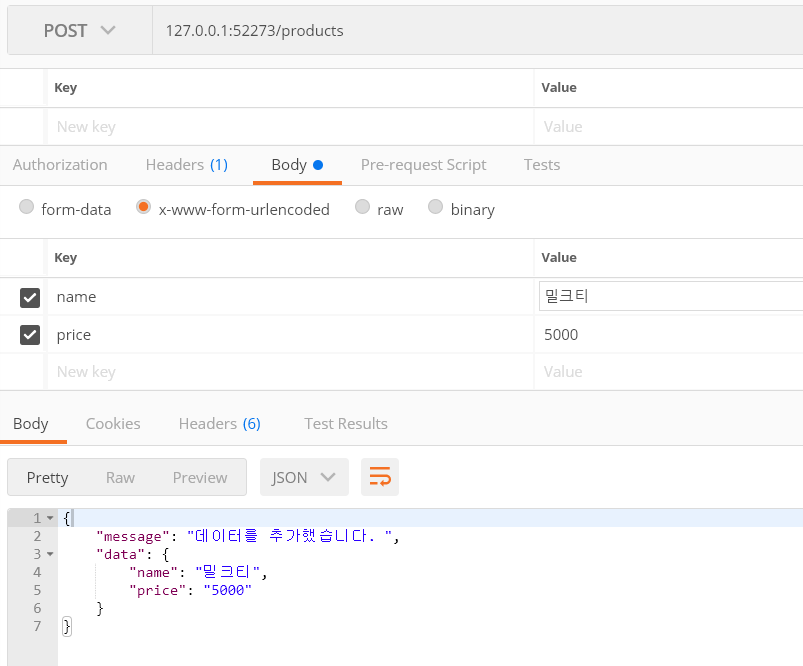 POST 127.0.0.1:52273/products
Key Value
New key Value
Authorization Headers (1) Body Pre-request Script Tests
form-data x-www-form-urlencoded raw binary
Key Value
name 밀크티
price 5000
New key Value
Body Cookies Headers (6) Test Results
Pretty Raw Preview JSON
1 {
2 "message": "데이터를 추가했습니다. ",
3 "data": {
4 "name": "밀크티",
5 "price": "5000"
6 }
7 }